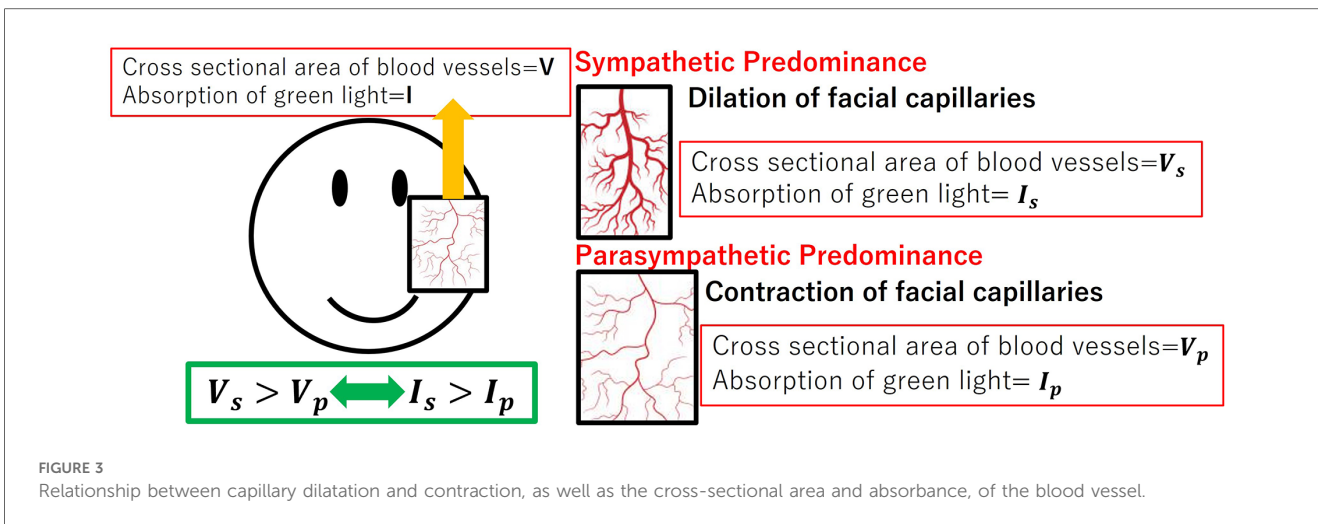 Cross sectional area of blood vessels=V
Absorption of green light=I
Sympathetic Predominance
Dilation of facial capillaries
Cross sectional area of blood vessels=Vₛ
Absorption of green light= Iₛ
Parasympathetic Predominance
Contraction of facial capillaries
Cross sectional area of blood vessels=Vₚ
Absorption of green light= Iₚ
Vₛ > Vₚ Iₛ > Iₚ
FIGURE 3
Relationship between capillary dilatation and contraction, as well as the cross-sectional area and absorbance, of the blood vessel.